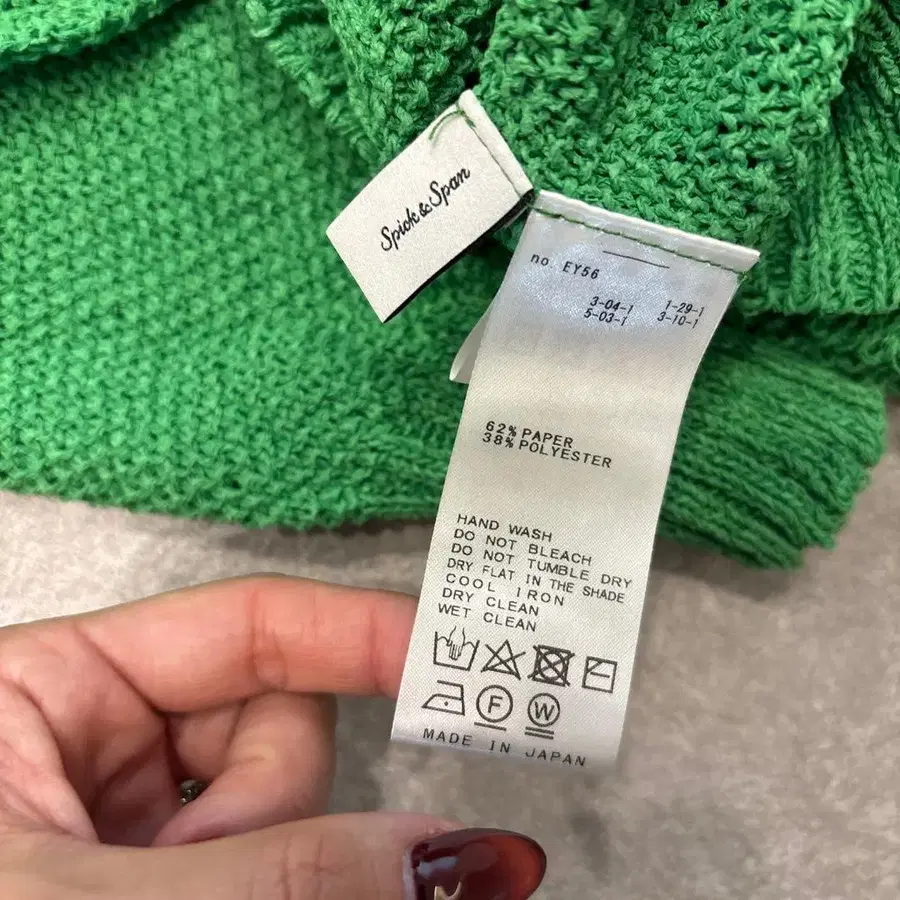 Spick & Span
no. EY56
3-04-1 1-29-1
5-03-1 3-10-1
62% PAPER
38% POLYESTER
HAND WASH
DO NOT BLEACH
DO NOT TUMBLE DRY
DRY FLAT IN THE SHADE
COOL IRON
DRY CLEAN
WET CLEAN
F W
MADE IN JAPAN